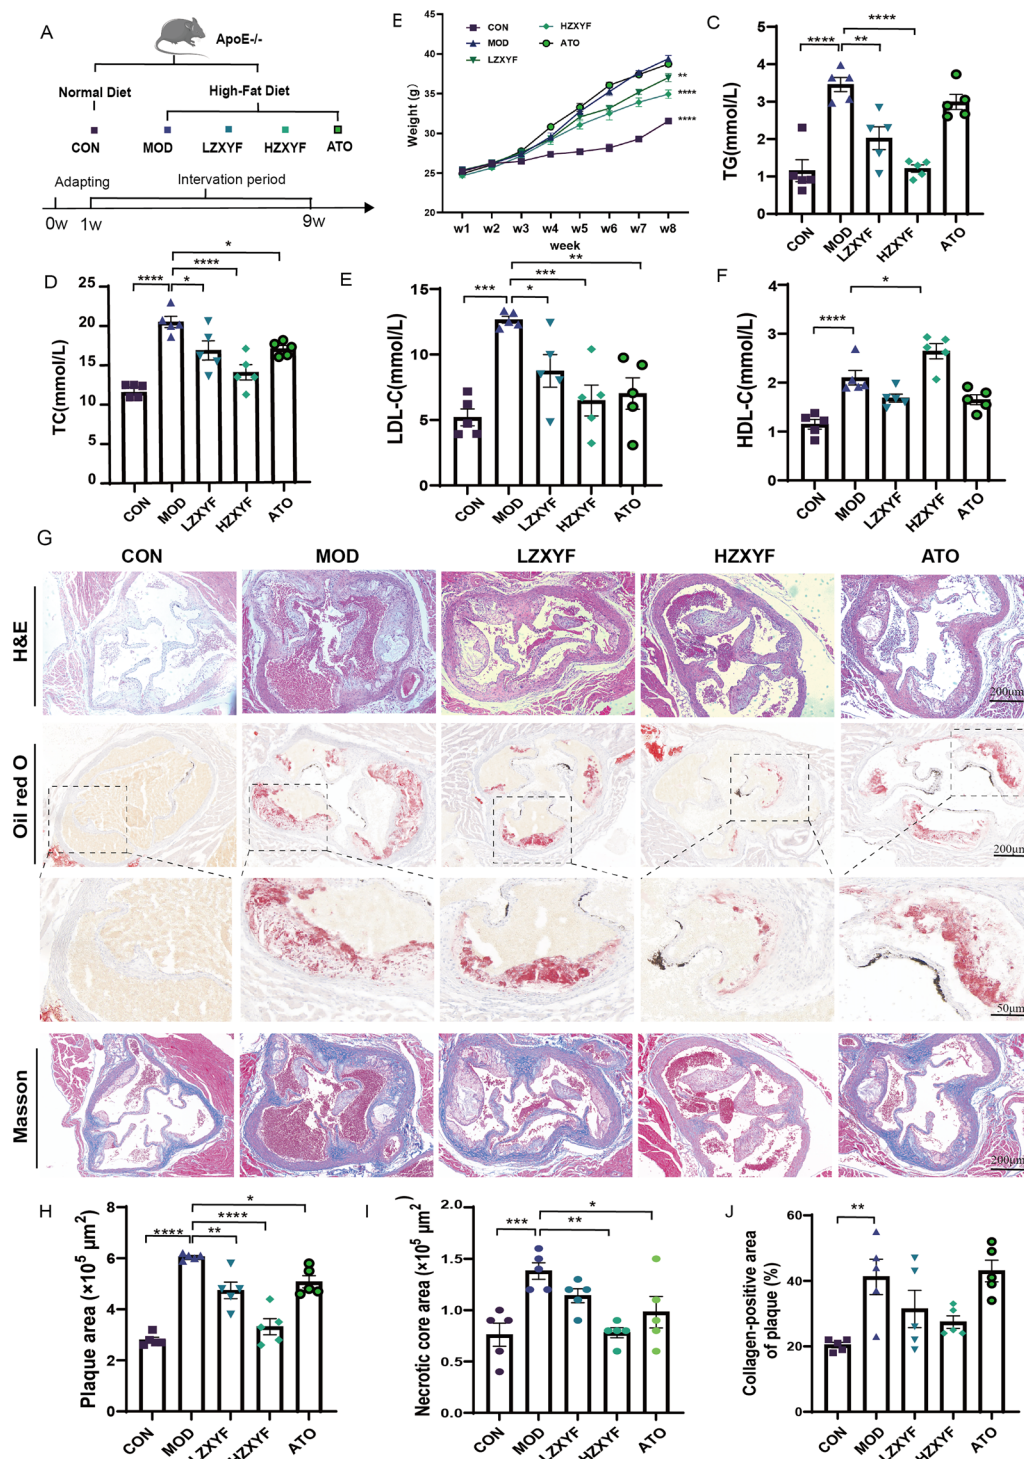 A
ApoE-/-
Normal Diet
High-Fat Diet
CON
MOD
LZXYF
HZXYF
ATO
Adapting
Intervation period
0w
1w
9w
E
CON
HZXYF
MOD
ATO
LZXYF
Weight (g)
45
40
35
30
25
20
**
****
****
w1 w2 w3 w4 w5 w6 w7 w8
week
C
****
****
**
TG(mmol/L)
5
4
3
2
1
0
CON
MOD
LZXYF
HZXYF
ATO
D
*
****
****
*
TC(mmol/L)
25
20
15
10
5
0
CON
MOD
LZXYF
HZXYF
ATO
E
**
***
***
*
LDL-C(mmol/L)
15
10
5
0
CON
MOD
LZXYF
HZXYF
ATO
F
*
****
HDL-C(mmol/L)
4
3
2
1
0
CON
MOD
LZXYF
HZXYF
ATO
G
CON
MOD
LZXYF
HZXYF
ATO
H&E
200μm
Oil red O
200μm
50μm
Masson
200μm
H
*
****
****
**
Plaque area (×10⁵ μm²)
8
6
4
2
0
CON
MOD
LZXYF
HZXYF
ATO
I
*
**
***
Necrotic core area (×10⁵ μm²)
2.0
1.5
1.0
0.5
0.0
CON
MOD
LZXYF
HZXYF
ATO
J
**
Collagen-positive area
of plaque (%)
60
40
20
0
CON
MOD
LZXYF
HZXYF
ATO